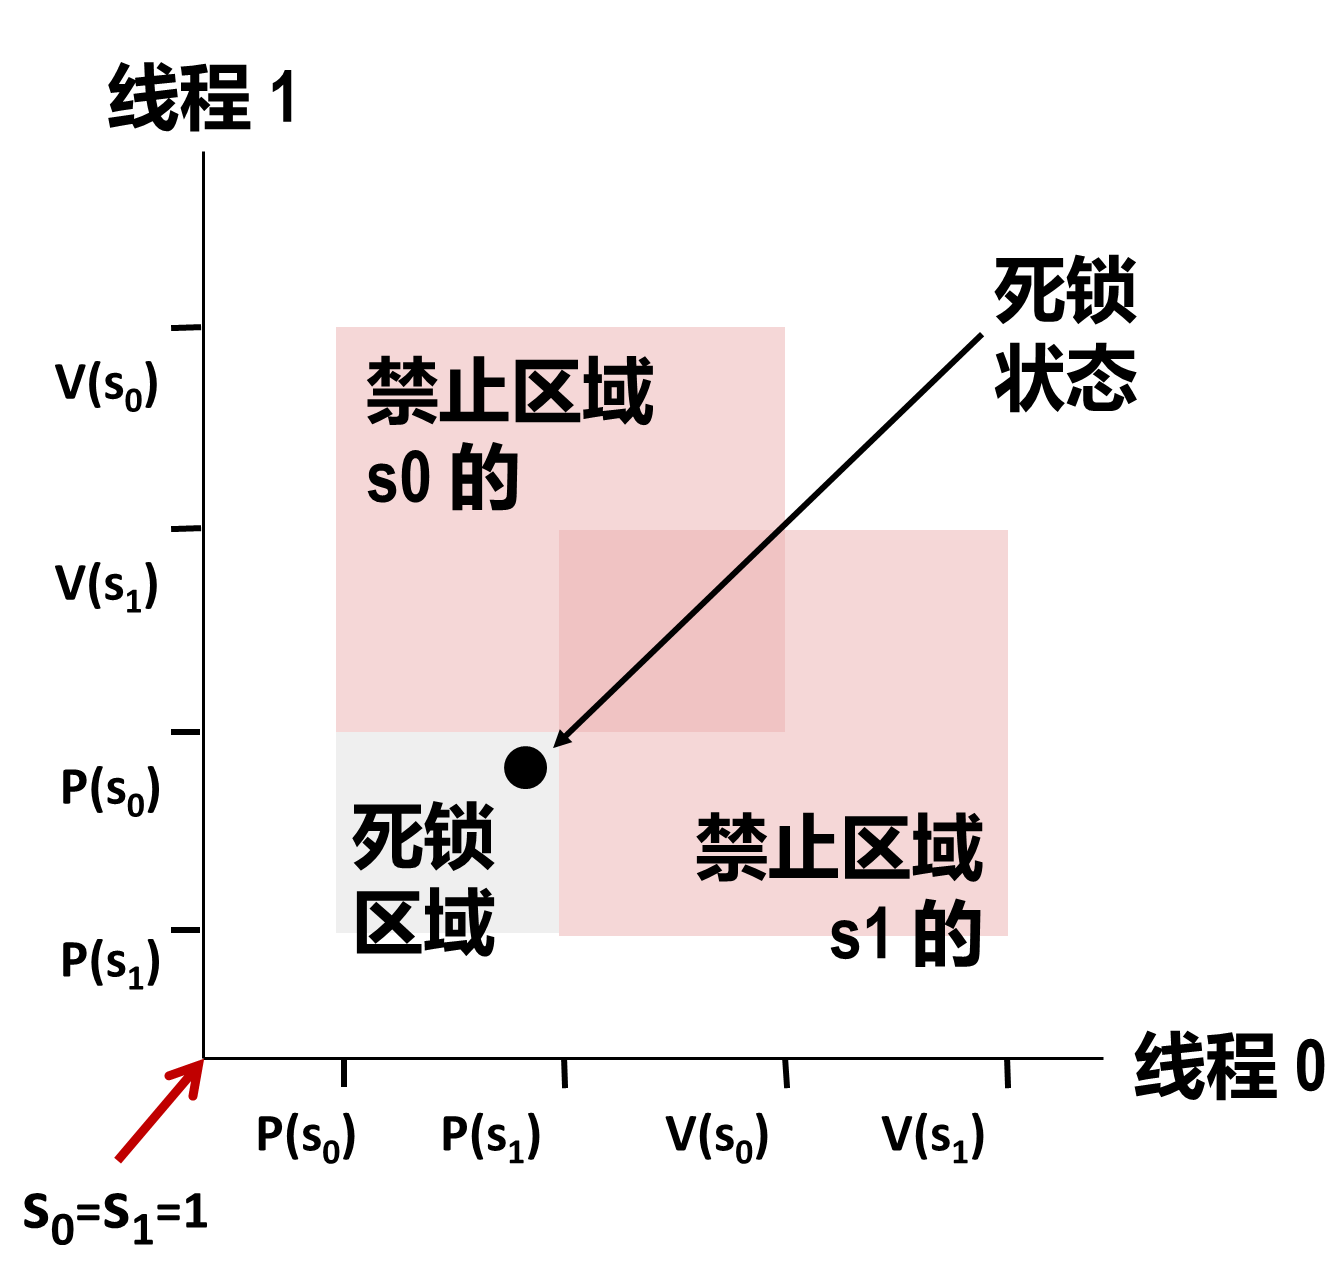 线程 1
死锁
状态
V(s0)
禁止区域
s0 的
V(s1)
P(s0)
死锁
区域
禁止区域
s1 的
P(s1)
线程 0
P(s0) P(s1) V(s0) V(s1)
s0=s1=1